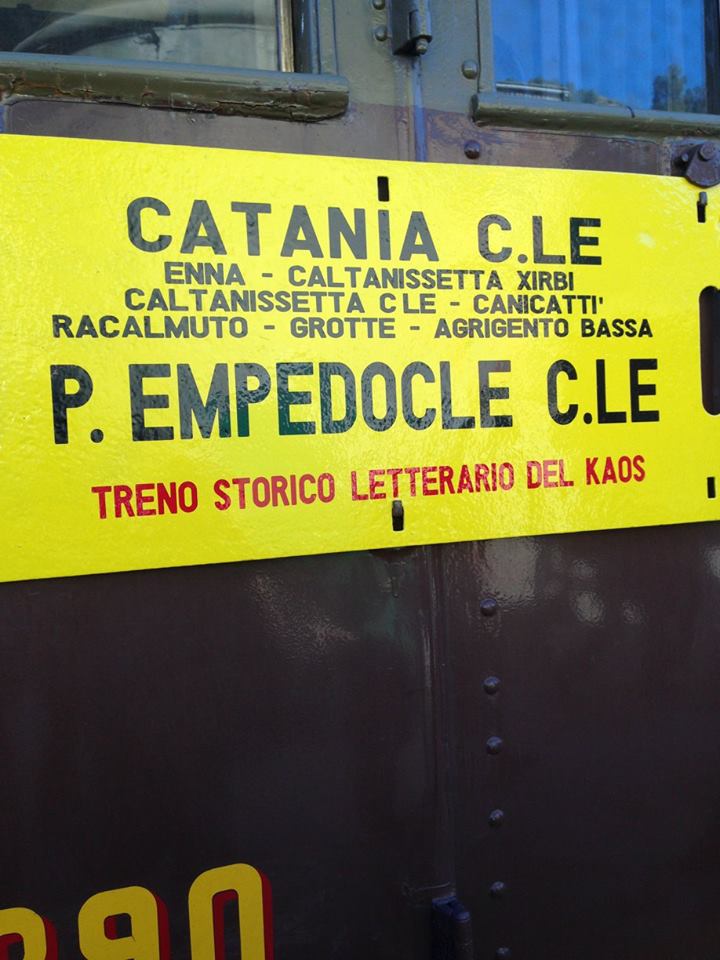 CATANIA C.LE
ENNA - CALTANISSETTA XIRBI
CALTANISSETTA C LE - CANICATTI'
RACALMUTO - GROTTE - AGRIGENTO BASSA
P. EMPEDOCLE C.LE
TRENO STORICO LETTERARIO DEL KAOS
90